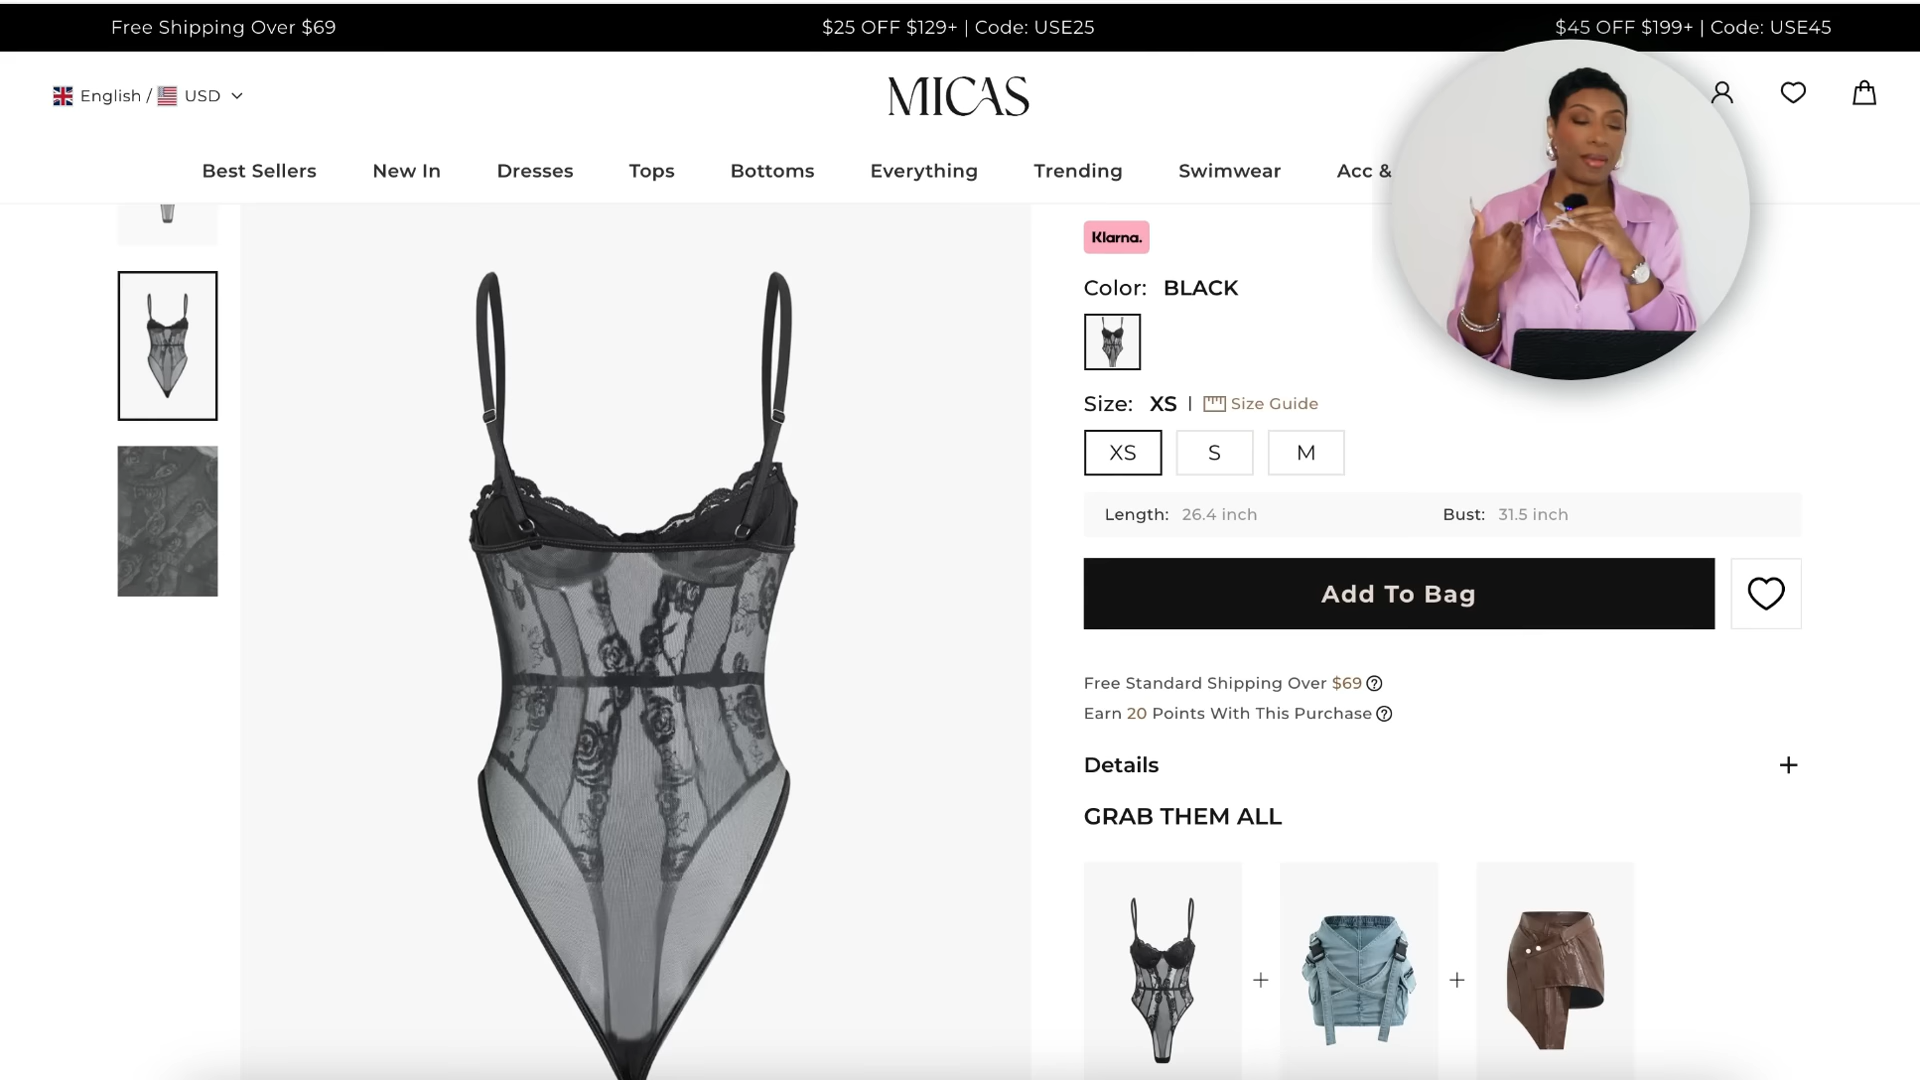 Free Shipping Over $69
$25 OFF $129+ | Code: USE25
$45 OFF $199+ | Code: USE45
English / USD
MICAS
Best Sellers
New In
Dresses
Tops
Bottoms
Everything
Trending
Swimwear
Acc &
Klarna.
Color: BLACK
Size: XS | Size Guide
XS
S
M
Length: 26.4 inch
Bust: 31.5 inch
Add To Bag
Free Standard Shipping Over $69
Earn 20 Points With This Purchase
Details
GRAB THEM ALL